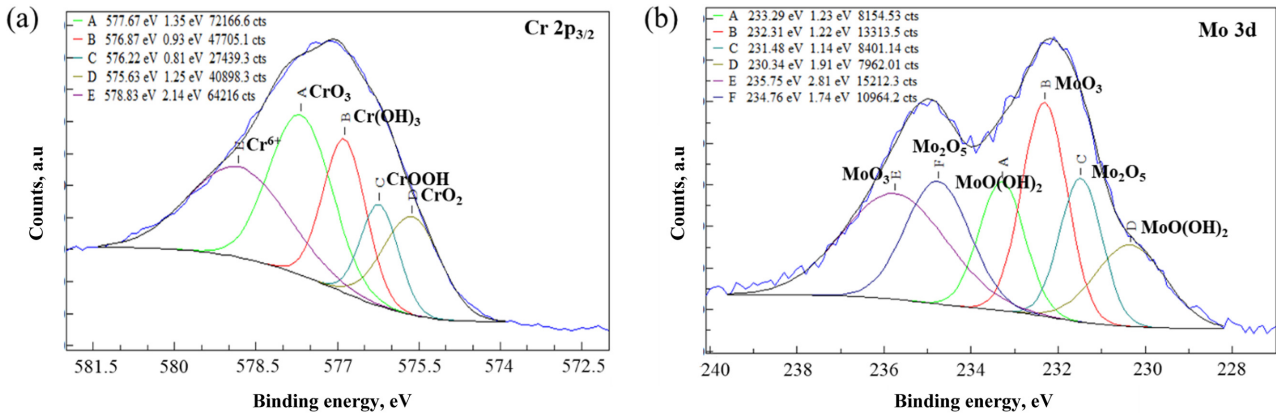 (a)
A 577.67 eV 1.35 eV 72166.6 cts
B 576.87 eV 0.93 eV 47705.1 cts
C 576.22 eV 0.81 eV 27439.3 cts
D 575.63 eV 1.25 eV 40898.3 cts
E 578.83 eV 2.14 eV 64216 cts
Cr 2p3/2
A
CrO3
B
Cr(OH)3
E
Cr6+
C
CrOOH
D
CrO2
Counts, a.u
581.5 580 578.5 577 575.5 574 572.5
Binding energy, eV
(b)
A 233.29 eV 1.23 eV 8154.53 cts
B 232.31 eV 1.22 eV 13313.5 cts
C 231.48 eV 1.14 eV 8401.14 cts
D 230.34 eV 1.91 eV 7962.01 cts
E 235.75 eV 2.81 eV 15212.3 cts
F 234.76 eV 1.74 eV 10964.2 cts
Mo 3d
B
MoO3
Mo2O5
F
A
MoO3
E
MoO(OH)2
C
Mo2O5
D
MoO(OH)2
Counts, a.u
240 238 236 234 232 230 228
Binding energy, eV